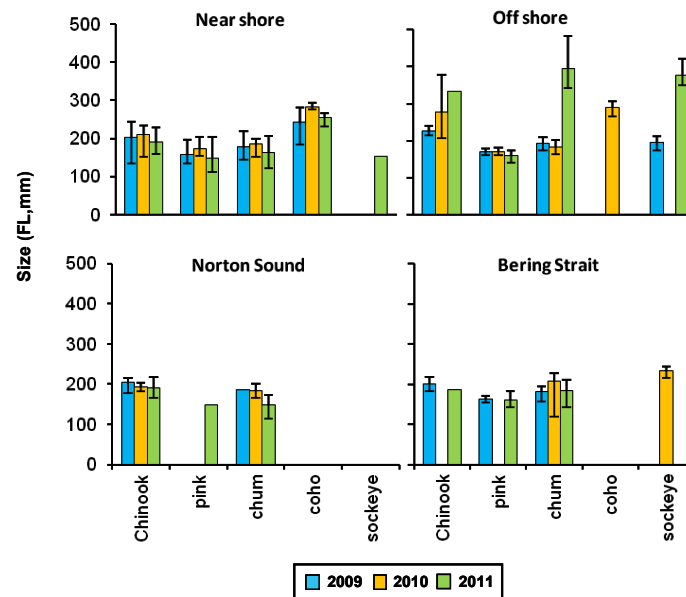 Near shore
Off shore
500
400
300
200
100
0
Size (FL,mm)
Norton Sound
Bering Strait
500
400
300
200
100
0
Chinook
pink
chum
coho
sockeye
Chinook
pink
chum
coho
sockeye
2009 2010 2011